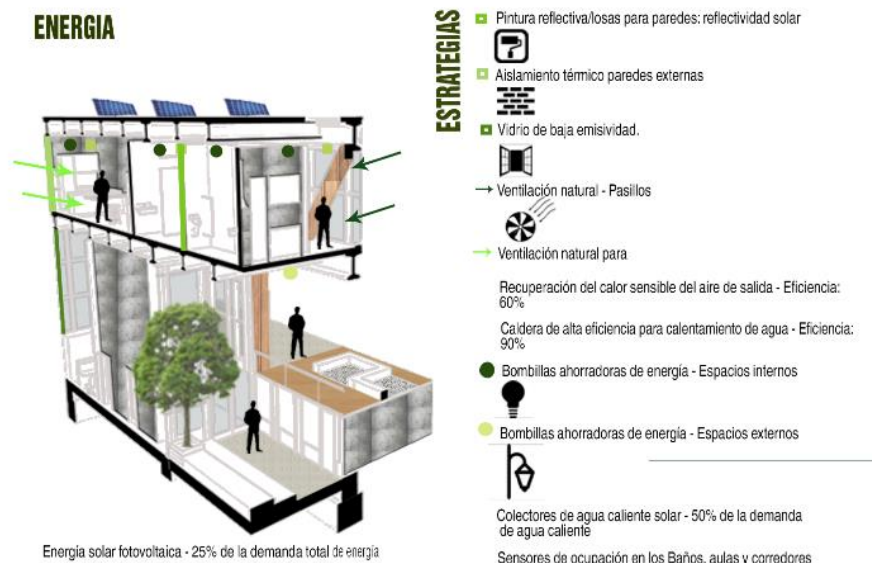 ENERGIA
Energía solar fotovoltaica - 25% de la demanda total de energía
ESTRATEGIAS
Pintura reflectiva/losas para paredes: reflectividad solar
Aislamiento térmico paredes externas
Vidrio de baja emisividad.
Ventilación natural - Pasillos
Ventilación natural para
Recuperación del calor sensible del aire de salida - Eficiencia:
60%
Caldera de alta eficiencia para calentamiento de agua - Eficiencia:
90%
Bombillas ahorradoras de energía - Espacios internos
Bombillas ahorradoras de energía - Espacios externos
Colectores de agua caliente solar - 50% de la demanda
de agua caliente
Sensores de ocupación en los Baños, aulas y corredores